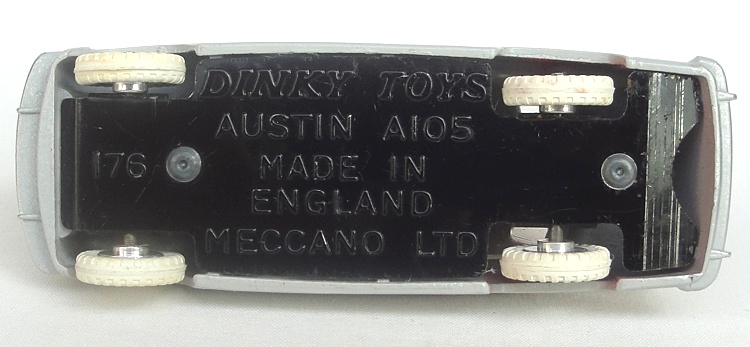 DINKY TOYS
AUSTIN A105
176
MADE IN
ENGLAND
MECCANO LTD